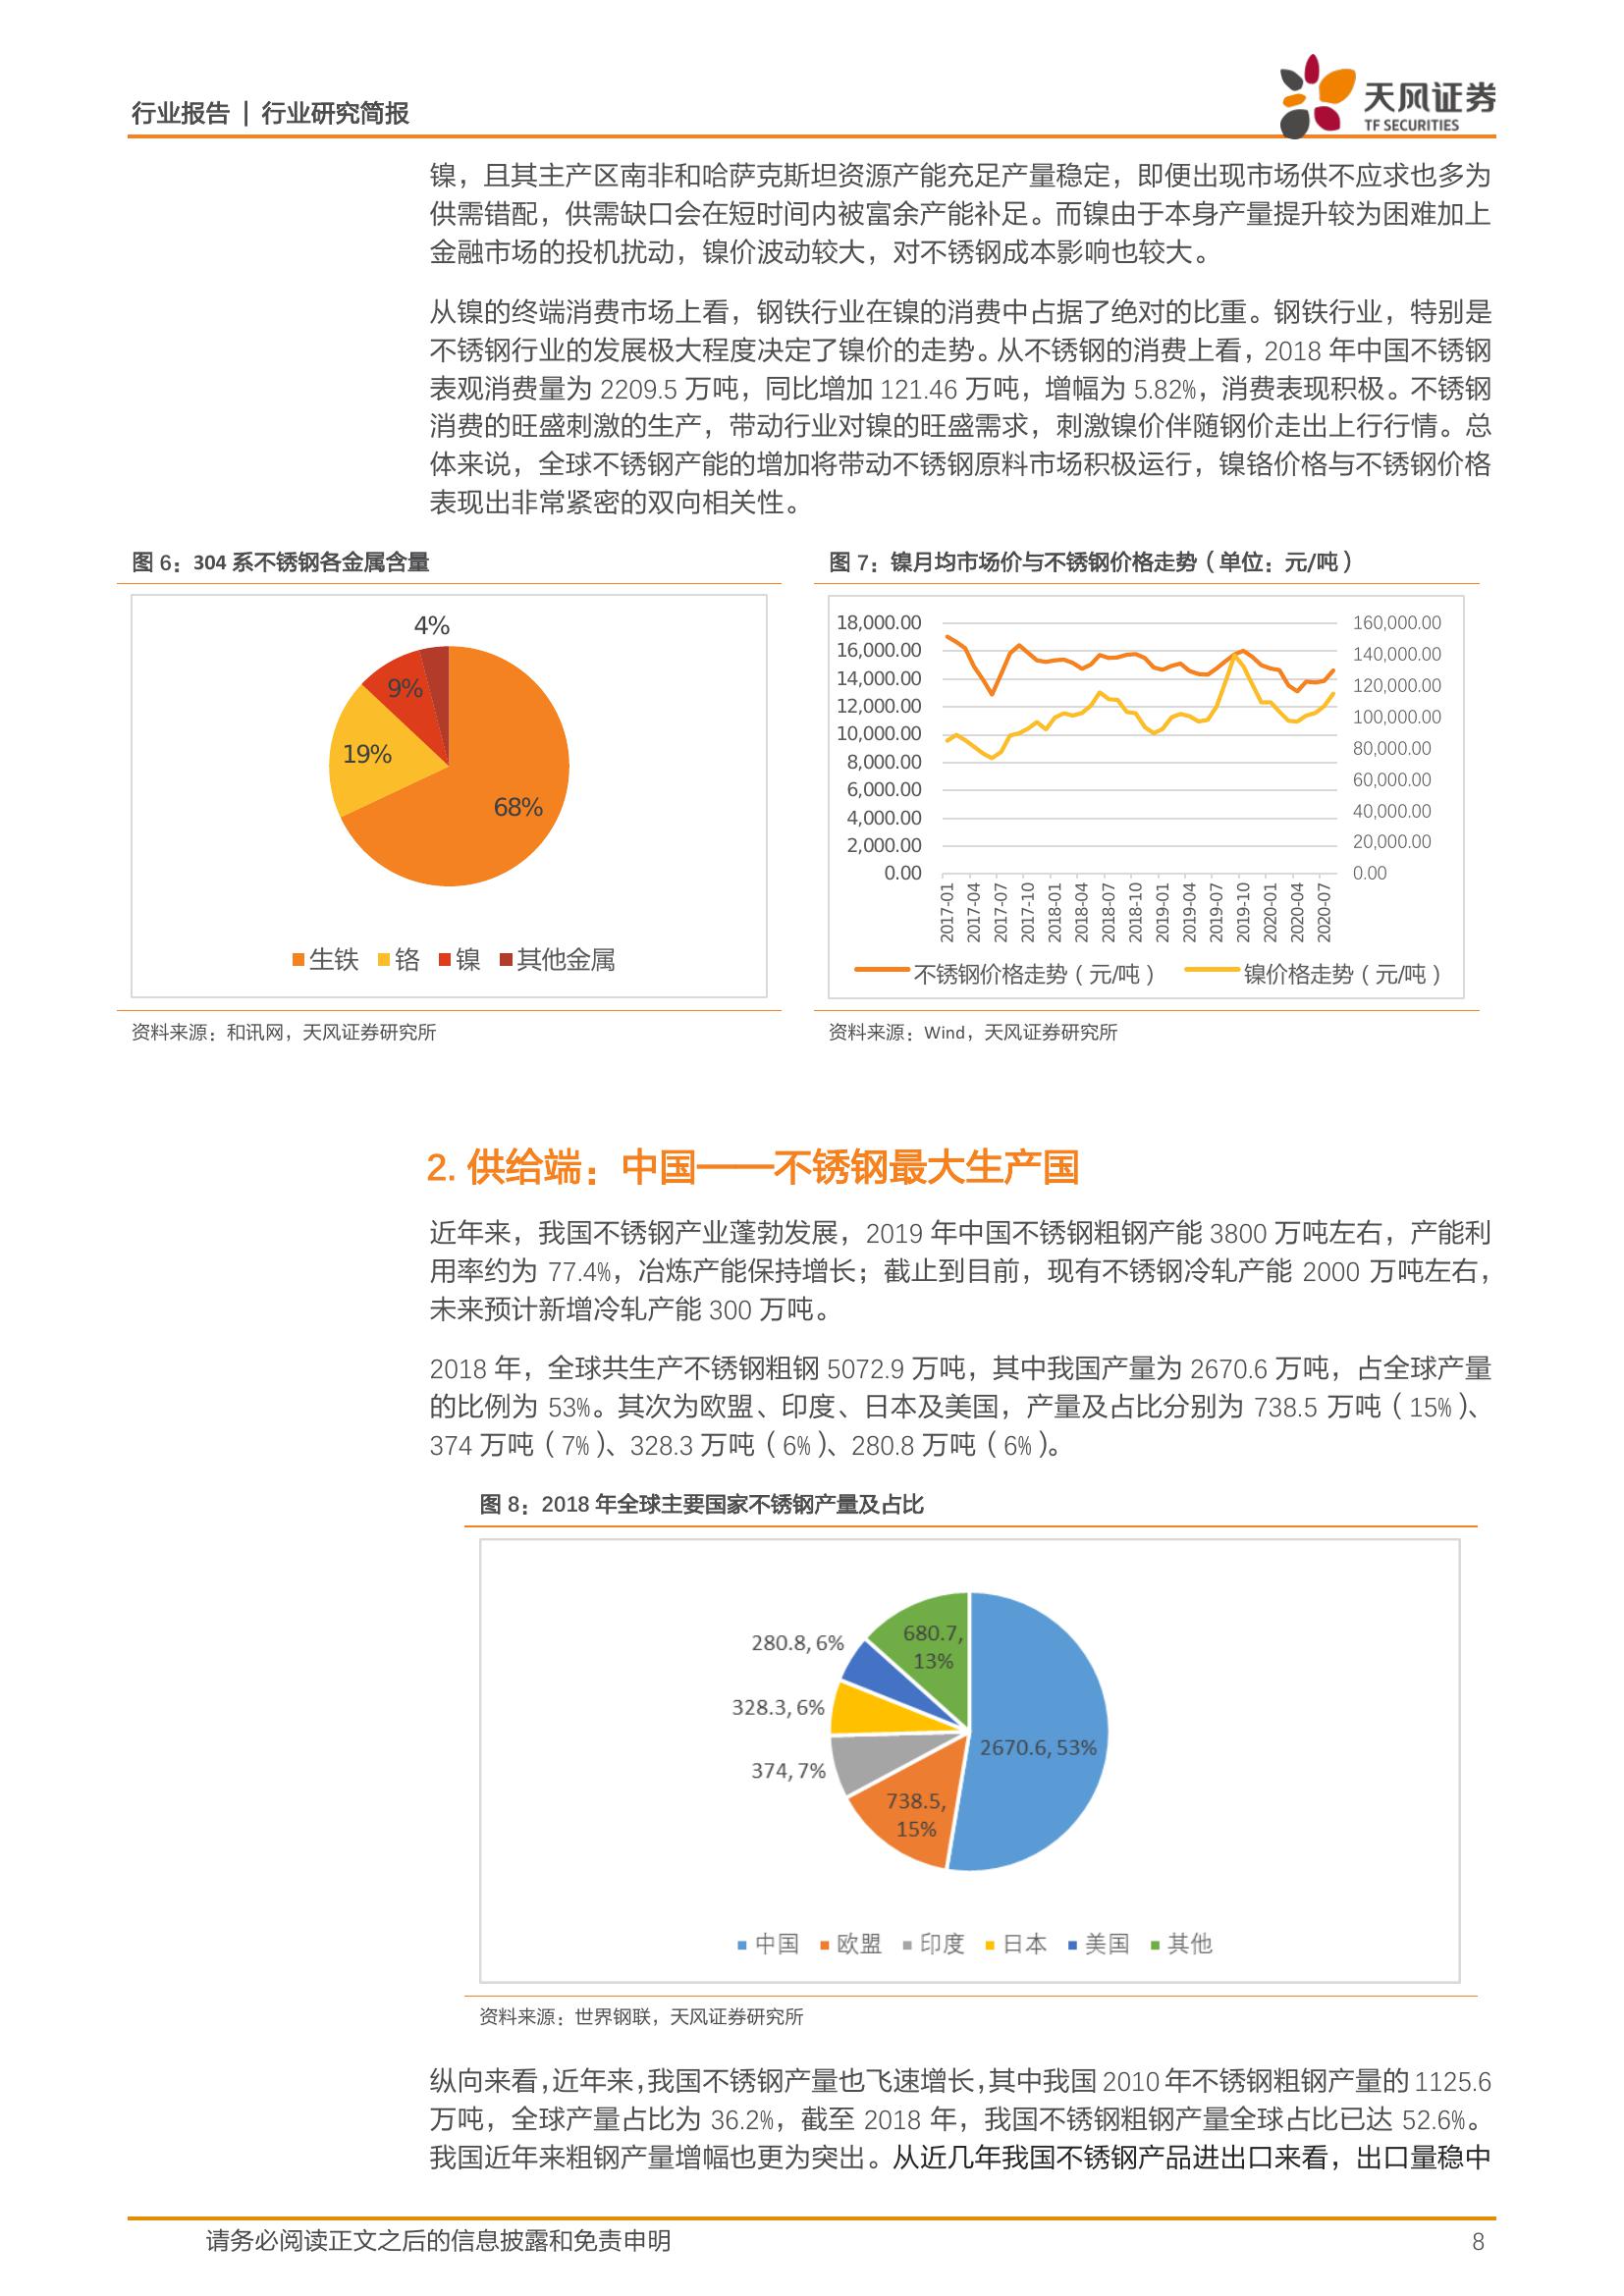 行业报告 | 行业研究简报
天风证券
TF SECURITIES
镍，且其主产区南非和哈萨克斯坦资源产能充足产量稳定，即便出现市场供不应求也多为
供需错配，供需缺口会在短时间内被富余产能补足。而镍由于本身产量提升较为困难加上
金融市场的投机扰动，镍价波动较大，对不锈钢成本影响也较大。
从镍的终端消费市场上看，钢铁行业在镍的消费中占据了绝对的比重。钢铁行业，特别是
不锈钢行业的发展极大程度决定了镍价的走势。从不锈钢的消费上看，2018 年中国不锈钢
表观消费量为 2209.5 万吨，同比增加 121.46 万吨，增幅为 5.82%，消费表现积极。不锈钢
消费的旺盛刺激的生产，带动行业对镍的旺盛需求，刺激镍价伴随钢价走出上行行情。总
体来说，全球不锈钢产能的增加将带动不锈钢原料市场积极运行，镍铬价格与不锈钢价格
表现出非常紧密的双向相关性。
图 6：304 系不锈钢各金属含量
4%
9%
19%
68%
生铁 铬 镍 其他金属
资料来源：和讯网，天风证券研究所
图 7：镍月均市场价与不锈钢价格走势（单位：元/吨）
18,000.00
16,000.00
14,000.00
12,000.00
10,000.00
8,000.00
6,000.00
4,000.00
2,000.00
0.00
160,000.00
140,000.00
120,000.00
100,000.00
80,000.00
60,000.00
40,000.00
20,000.00
0.00
2017-01
2017-04
2017-07
2017-10
2018-01
2018-04
2018-07
2018-10
2019-01
2019-04
2019-07
2019-10
2020-01
2020-04
2020-07
不锈钢价格走势（元/吨） 镍价格走势（元/吨）
资料来源：Wind，天风证券研究所
2. 供给端：中国——不锈钢最大生产国
近年来，我国不锈钢产业蓬勃发展，2019 年中国不锈钢粗钢产能 3800 万吨左右，产能利
用率约为 77.4%，冶炼产能保持增长；截止到目前，现有不锈钢冷轧产能 2000 万吨左右，
未来预计新增冷轧产能 300 万吨。
2018 年，全球共生产不锈钢粗钢 5072.9 万吨，其中我国产量为 2670.6 万吨，占全球产量
的比例为 53%。其次为欧盟、印度、日本及美国，产量及占比分别为 738.5 万吨（15%）、
374 万吨（7%）、328.3 万吨（6%）、280.8 万吨（6%）。
图 8：2018 年全球主要国家不锈钢产量及占比
680.7,
13%
280.8, 6%
328.3, 6%
374, 7%
738.5,
15%
2670.6, 53%
中国 欧盟 印度 日本 美国 其他
资料来源：世界钢联，天风证券研究所
纵向来看，近年来，我国不锈钢产量也飞速增长，其中我国 2010 年不锈钢粗钢产量的 1125.6
万吨，全球产量占比为 36.2%，截至 2018 年，我国不锈钢粗钢产量全球占比已达 52.6%。
我国近年来粗钢产量增幅也更为突出。从近几年我国不锈钢产品进出口来看，出口量稳中
请务必阅读正文之后的信息披露和免责申明
8